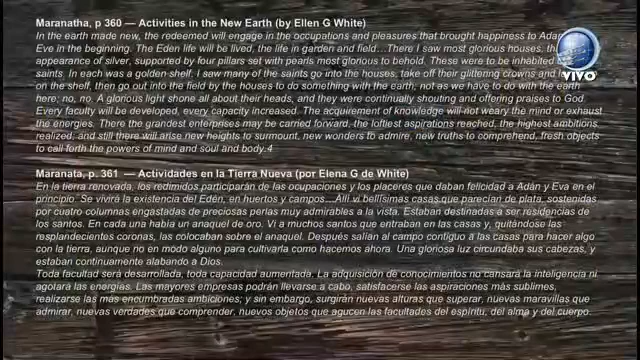 Maranatha, p 360 — Activities in the New Earth (by Ellen G White)
In the earth made new, the redeemed will engage in the occupations and pleasures that brought happiness to Adam
Eve in the beginning. The Eden life will be lived, the life in garden and field…There I saw most glorious houses, th
appearance of silver, supported by four pillars set with pearls most glorious to behold. These were to be inhabited
saints. In each was a golden shelf. I saw many of the saints go into the houses, take off their glittering crowns and
on the shelf, then go out into the field by the houses to do something with the earth, not as we have to do with the earth
here; no, no. A glorious light shone all about their heads, and they were continually shouting and offering praises to God.
Every faculty will be developed, every capacity increased. The acquirement of knowledge will not weary the mind or exhaust
the energies. There the grandest enterprises may be carried forward, the loftiest aspirations reached, the highest ambitions
realized, and still there will arise new heights to surmount, new wonders to admire, new truths to comprehend, fresh objects
to call forth the powers of mind and soul and body.4
VIVO
Maranata, p. 361 — Actividades en la Tierra Nueva (por Elena G de White)
En la tierra renovada, los redimidos participarán de las ocupaciones y los placeres que daban felicidad a Adán y Eva en el
principio. Se vivirá la existencia del Edén, en huertos y campos…Allí vi bellísimas casas que parecían de plata, sostenidas
por cuatro columnas engastadas de preciosas perlas muy admirables a la vista. Estaban destinadas a ser residencias de
los santos. En cada una había un anaquel de oro. Vi a muchos santos que entraban en las casas y, quitándose las
resplandecientes coronas, las colocaban sobre el anaquel. Después salían al campo contiguo a las casas para hacer algo
con la tierra, aunque no en modo alguno para cultivarla como hacemos ahora. Una gloriosa luz circundaba sus cabezas, y
estaban continuamente alabando a Dios.
Toda facultad será desarrollada, toda capacidad aumentada. La adquisición de conocimientos no cansará la inteligencia ni
agotará las energías. Las mayores empresas podrán llevarse a cabo, satisfacerse las aspiraciones más sublimes,
realizarse las más encumbradas ambiciones; y sin embargo, surgirán nuevas alturas que superar, nuevas maravillas que
admirar, nuevas verdades que comprender, nuevos objetos que agucen las facultades del espíritu, del alma y del cuerpo.